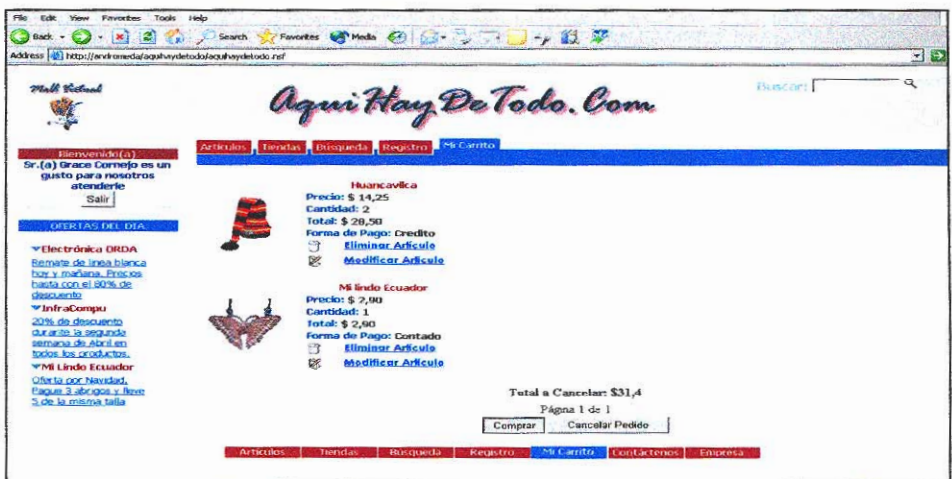 File Edit View Favorites Tools Help
Back Search Favorites Media
Address http://andromeda/aquihaydetodo/aquihaydetodo.nsf
Mall Virtual
AquiHayDeTodo.Com
Buscar:
Artículos Tiendas Búsqueda Registro Mi Carrito
Bienvenido(a)
Sr.(a) Grace Cornejo es un
gusto para nosotros
atenderle
Salir
OFERTAS DEL DIA
Electrónica ORDA
Remate de linea blanca
hoy y mañana. Precios
hasta con el 80% de
descuento
InfraCompu
20% de descuento
durante la segunda
semana de Abril en
todos los productos.
Mi Lindo Ecuador
Oferta por Navidad.
Pague 3 abrigos y lleve
5 de la misma talla
Huancavilca
Precio: $ 14,25
Cantidad: 2
Total: $ 28,50
Forma de Pago: Credito
Eliminar Artículo
Modificar Artículo
Mi lindo Ecuador
Precio: $ 2,90
Cantidad: 1
Total: $ 2,90
Forma de Pago: Contado
Eliminar Artículo
Modificar Artículo
Total a Cancelar: $31,4
Página 1 de 1
Comprar Cancelar Pedido
Artículos Tiendas Búsqueda Registro Mi Carrito Contáctenos Empresa